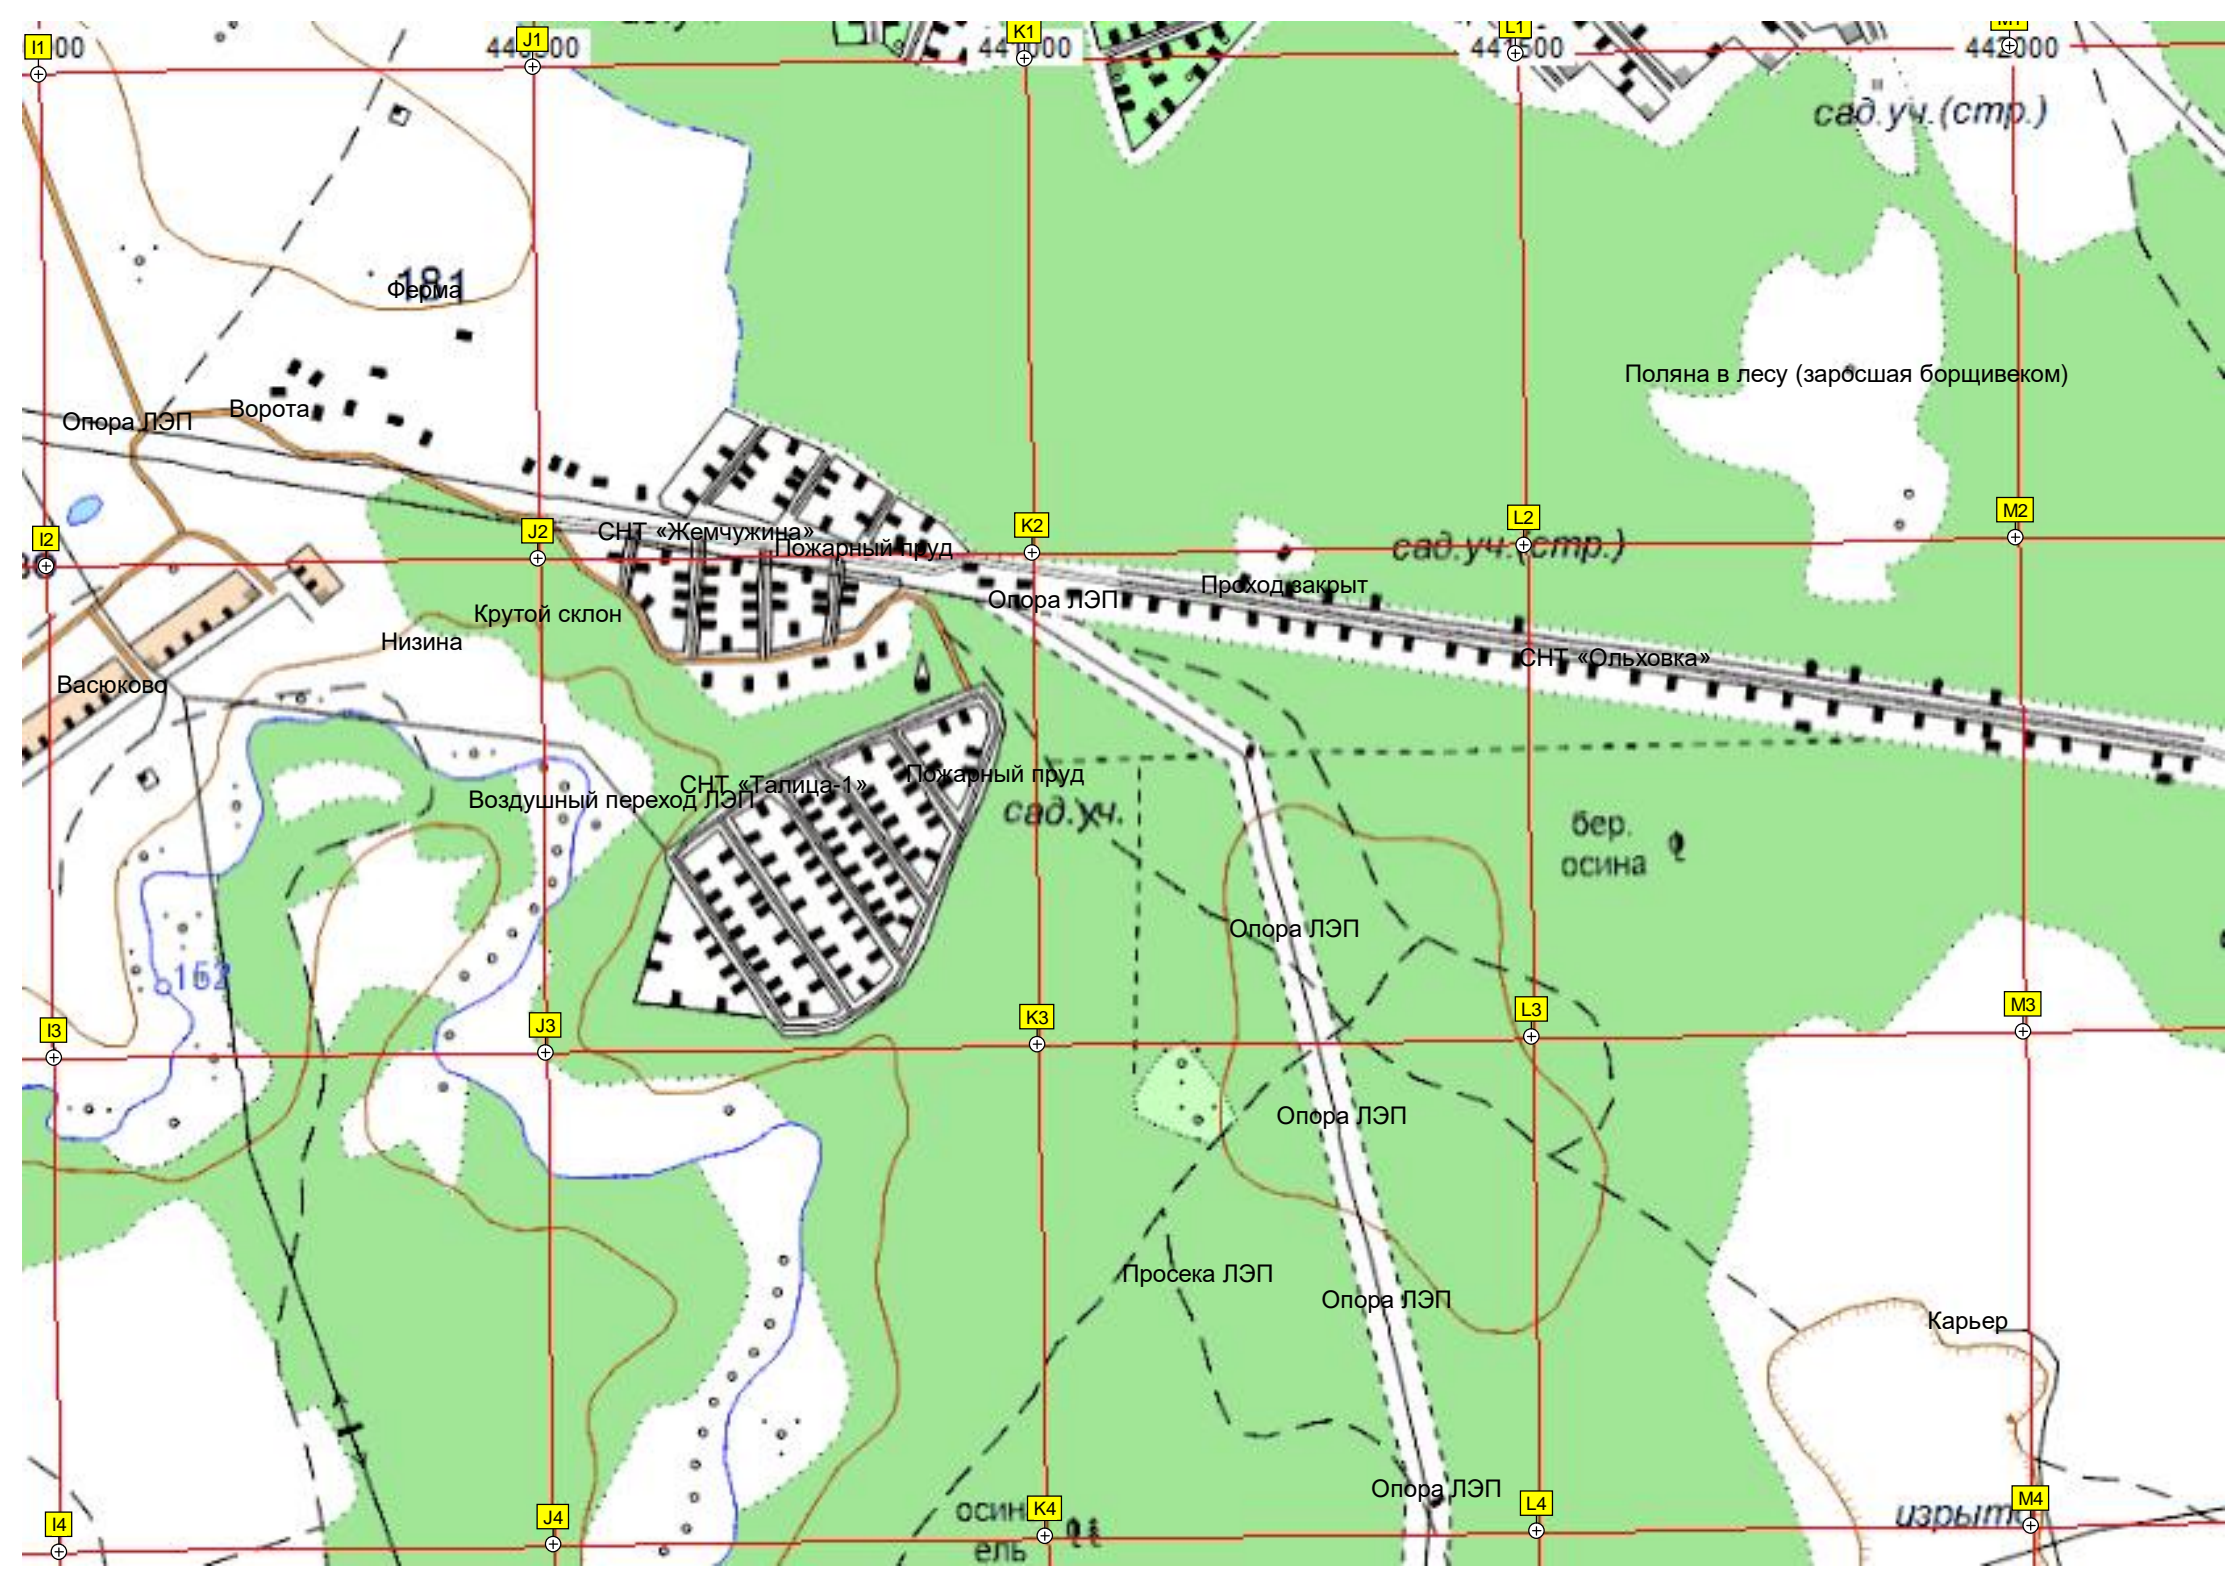 I1
J1
K1
L1
M1
441500
сад.уч.(стр.)
181
Ферма
Поляна в лесу (заросшая борщивеком)
Опора ЛЭП
Ворота
I2
J2
K2
L2
M2
СНТ «Жемчужина»
Пожарный пруд
сад.уч.(стр.)
Проход закрыт
Опора ЛЭП
Крутой склон
Низина
СНТ «Ольховка»
Васюково
СНТ «Талица-1»
Пожарный пруд
Воздушный переход ЛЭП
сад.уч.
бер.
осина
Опора ЛЭП
I3
J3
K3
L3
M3
Опора ЛЭП
Просека ЛЭП
Опора ЛЭП
Карьер
Опора ЛЭП
I4
J4
K4
L4
M4
ель